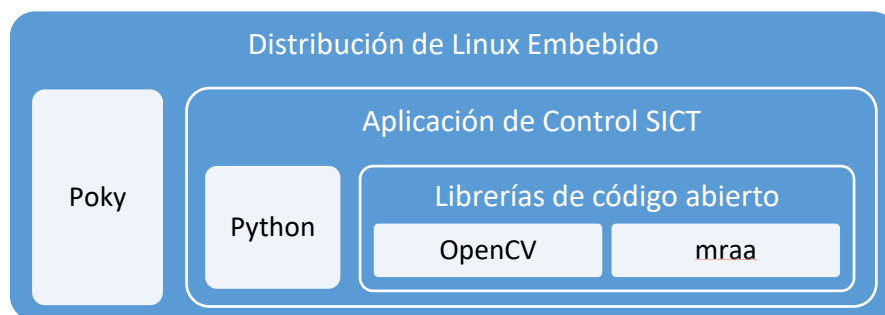 Distribución de Linux Embebido
Aplicación de Control SICT
Poky
Python
Librerías de código abierto
OpenCV
mraa